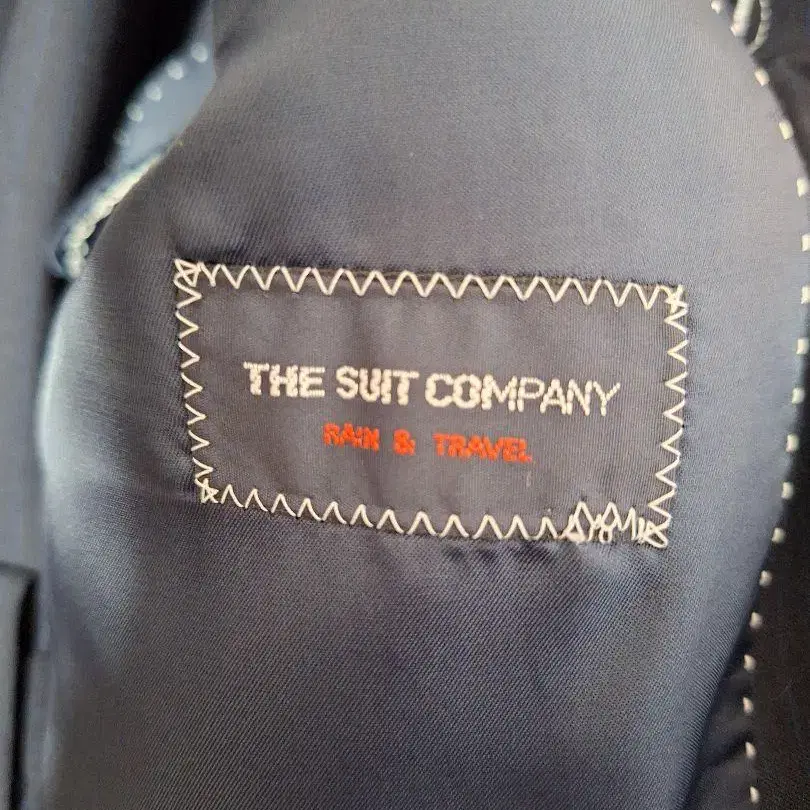 THE SUIT COMPANY
RAIN & TRAVEL